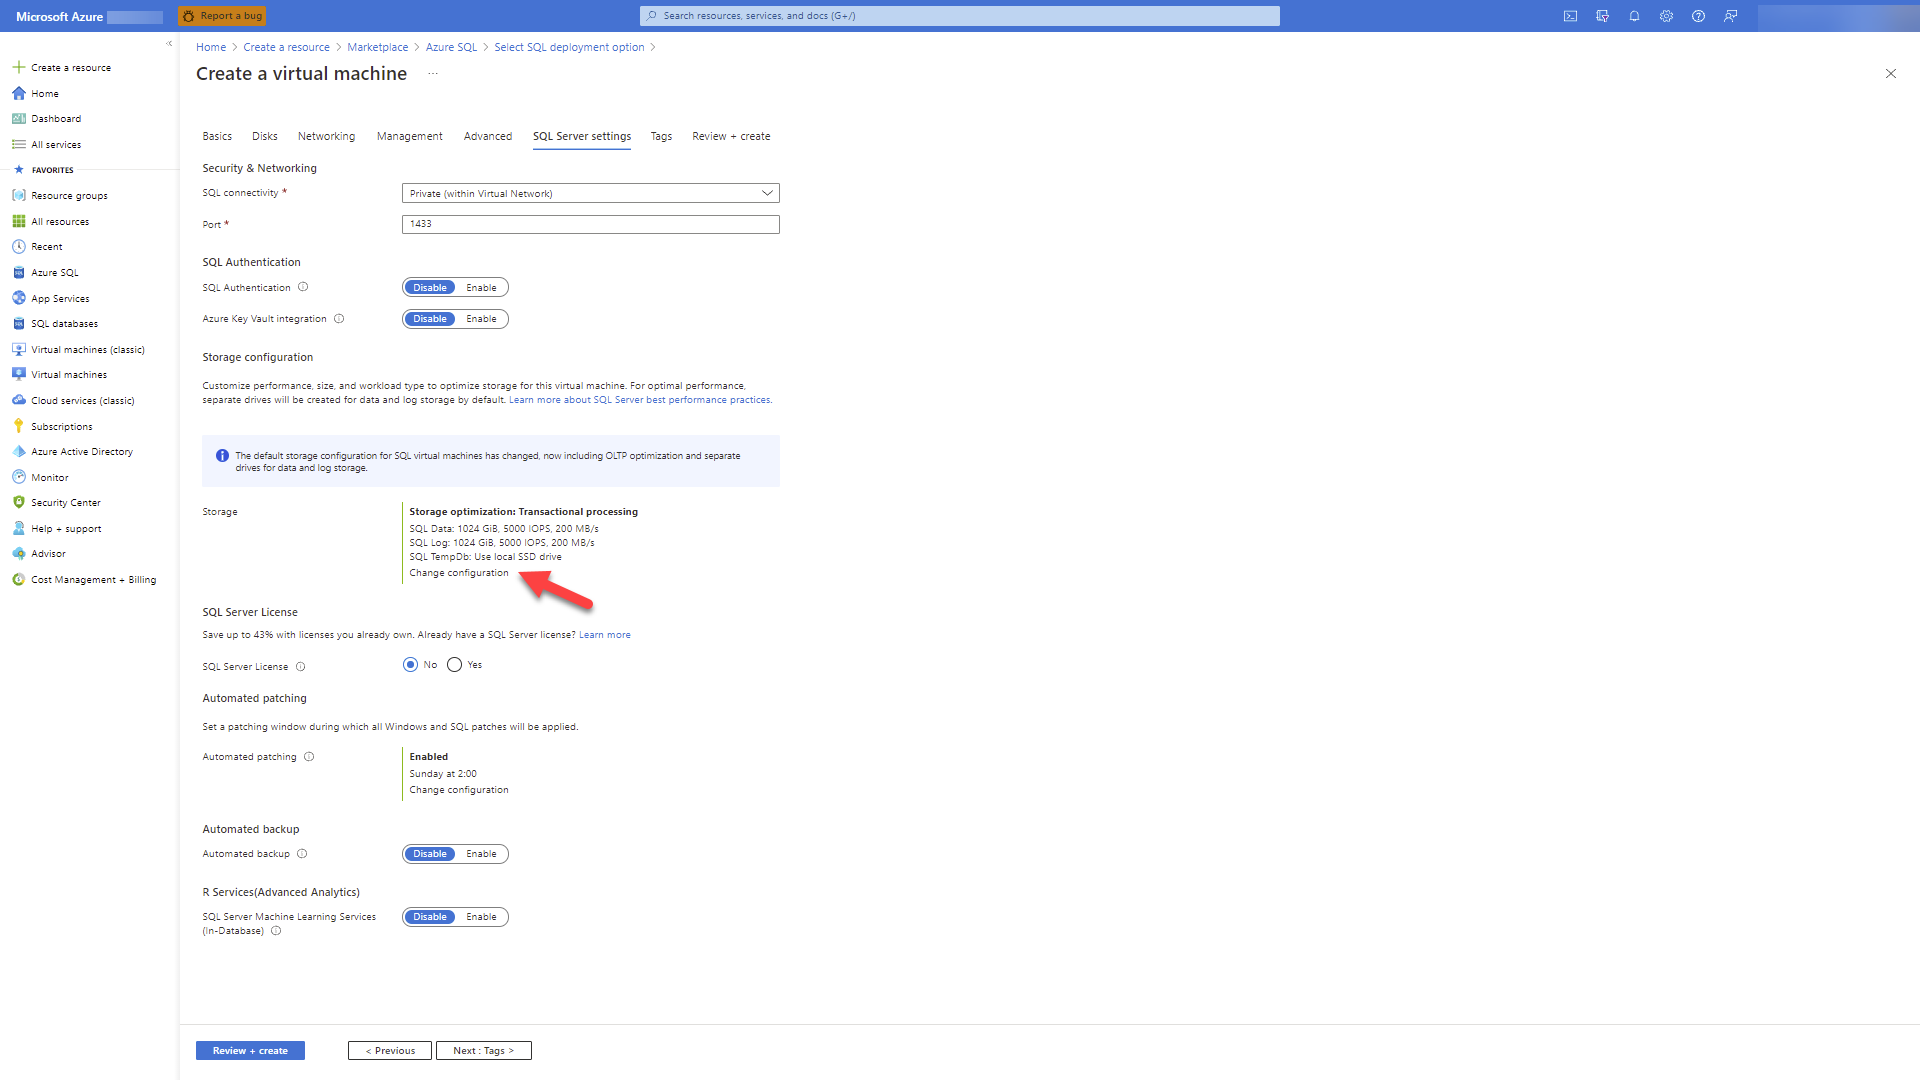 Microsoft Azure
Report a bug
Search resources, services, and docs (G+/)
«
Create a resource
Home
Dashboard
All services
FAVORITES
Resource groups
All resources
Recent
Azure SQL
App Services
SQL databases
Virtual machines (classic)
Virtual machines
Cloud services (classic)
Subscriptions
Azure Active Directory
Monitor
Security Center
Help + support
Advisor
Cost Management + Billing
Home > Create a resource > Marketplace > Azure SQL > Select SQL deployment option >
Create a virtual machine ...
Basics Disks Networking Management Advanced SQL Server settings Tags Review + create
Security & Networking
SQL connectivity * Private (within Virtual Network)
Port * 1433
SQL Authentication
SQL Authentication Disable Enable
Azure Key Vault integration Disable Enable
Storage configuration
Customize performance, size, and workload type to optimize storage for this virtual machine. For optimal performance,
separate drives will be created for data and log storage by default. Learn more about SQL Server best performance practices.
The default storage configuration for SQL virtual machines has changed, now including OLTP optimization and separate
drives for data and log storage.
Storage Storage optimization: Transactional processing
SQL Data: 1024 GiB, 5000 IOPS, 200 MB/s
SQL Log: 1024 GiB, 5000 IOPS, 200 MB/s
SQL TempDb: Use local SSD drive
Change configuration
SQL Server License
Save up to 43% with licenses you already own. Already have a SQL Server license? Learn more
SQL Server License No Yes
Automated patching
Set a patching window during which all Windows and SQL patches will be applied.
Automated patching Enabled
Sunday at 2:00
Change configuration
Automated backup
Automated backup Disable Enable
R Services(Advanced Analytics)
SQL Server Machine Learning Services Disable Enable
(In-Database)
Review + create < Previous Next : Tags >